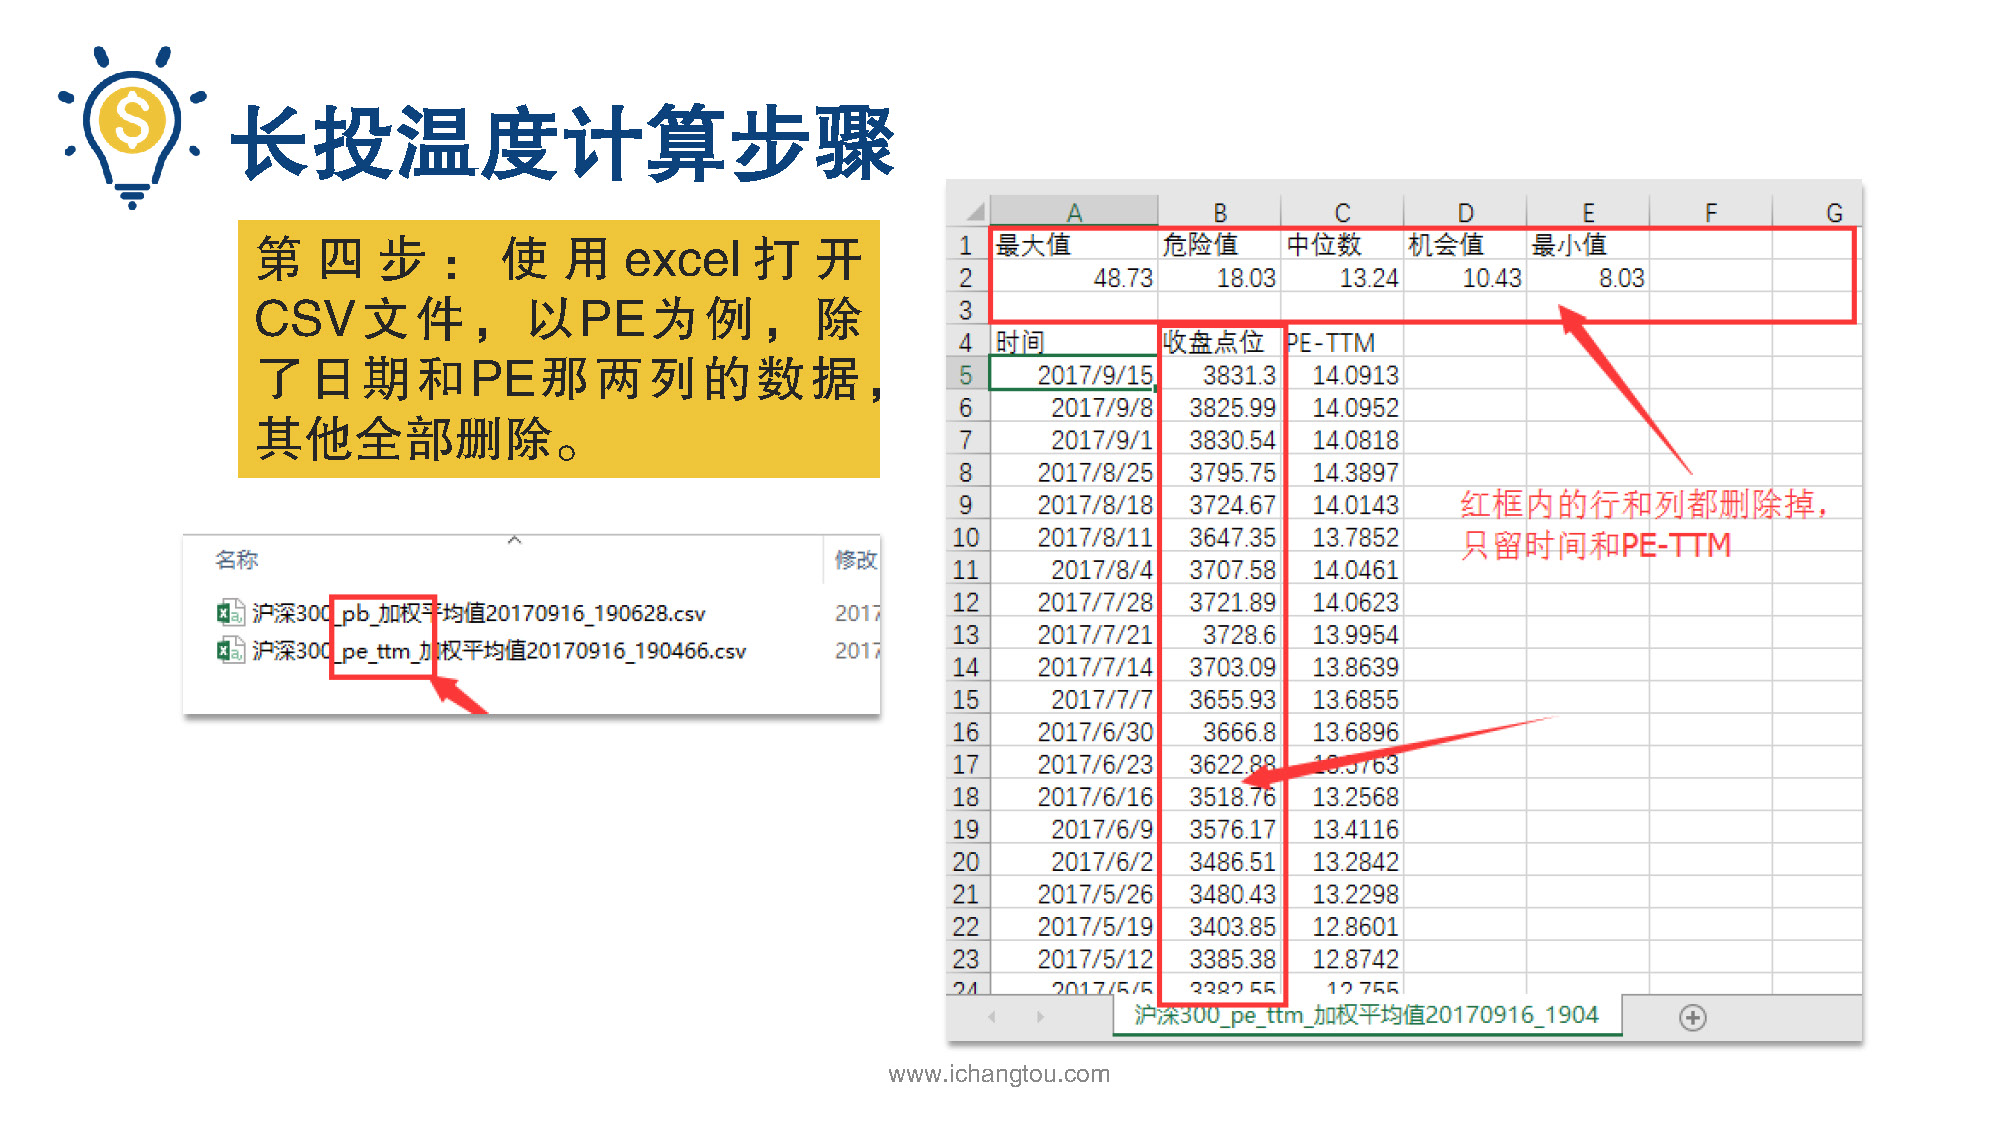 长投温度计算步骤
第四步：使用excel打开
CSV文件，以PE为例，除
了日期和PE那两列的数据，
其他全部删除。
名称 修改
沪深300_pb_加权平均值20170916_190628.csv 2017
沪深300_pe_ttm_加权平均值20170916_190466.csv 2017
A B C D E F G
1 最大值 危险值 中位数 机会值 最小值
2 48.73 18.03 13.24 10.43 8.03
3
4 时间 收盘点位 PE-TTM
5 2017/9/15 3831.3 14.0913
6 2017/9/8 3825.99 14.0952
7 2017/9/1 3830.54 14.0818
8 2017/8/25 3795.75 14.3897
9 2017/8/18 3724.67 14.0143
10 2017/8/11 3647.35 13.7852
11 2017/8/4 3707.58 14.0461
12 2017/7/28 3721.89 14.0623
13 2017/7/21 3728.6 13.9954
14 2017/7/14 3703.09 13.8639
15 2017/7/7 3655.93 13.6855
16 2017/6/30 3666.8 13.6896
17 2017/6/23 3622.88
18 2017/6/16 3518.76 13.2568
19 2017/6/9 3576.17 13.4116
20 2017/6/2 3486.51 13.2842
21 2017/5/26 3480.43 13.2298
22 2017/5/19 3403.85 12.8601
23 2017/5/12 3385.38 12.8742
24 2017/5/5 3382.55 12.755
红框内的行和列都删除掉，
只留时间和PE-TTM
沪深300_pe_ttm_加权平均值20170916_1904
www.ichangtou.com